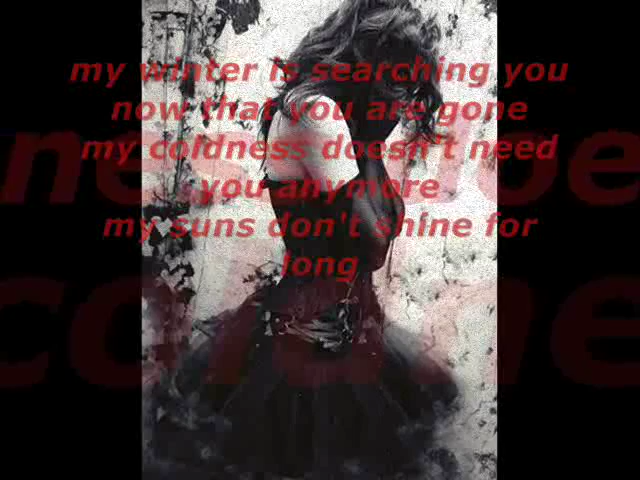 my winter is searching you
now that you are gone
my coldness doesn't need
you anymore
my suns don't shine for
long